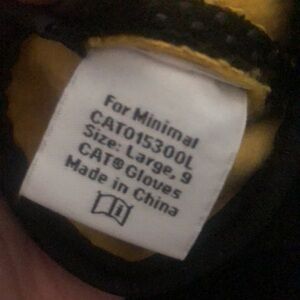 For Minimal
CAT015300L
Size: Large, 9
CAT® Gloves
Made in China